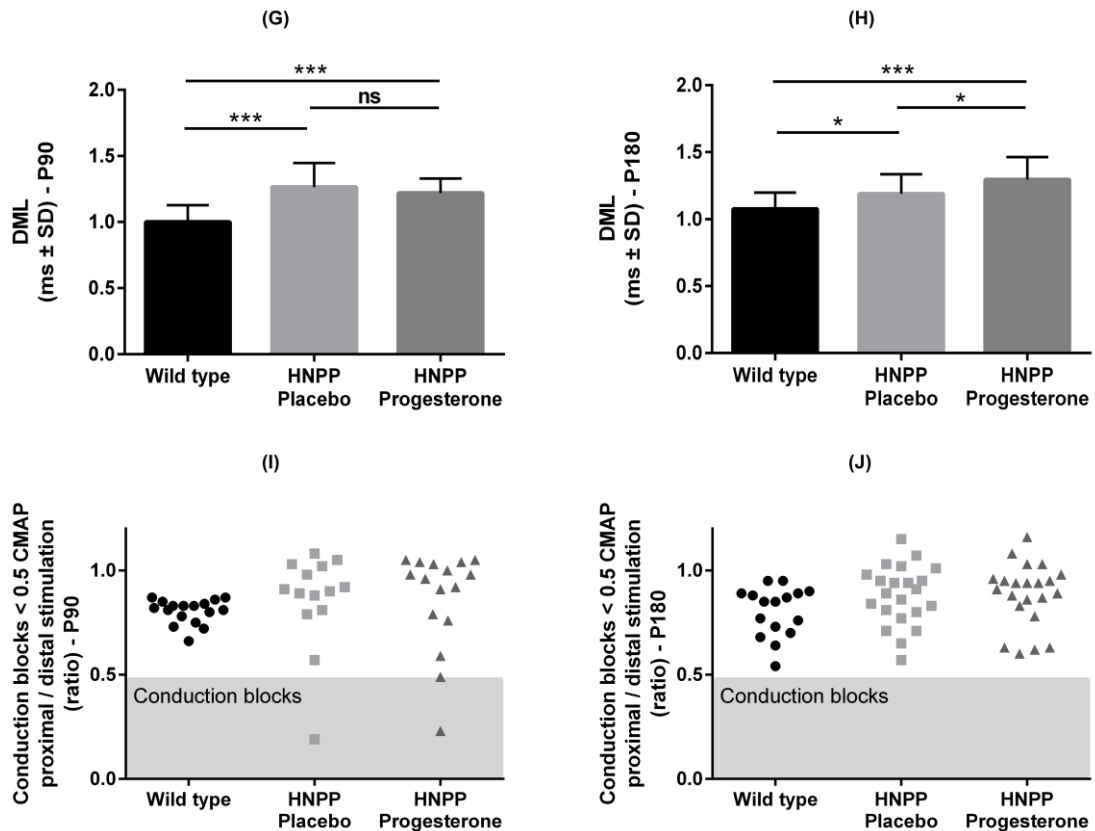 (G)
DML
(ms ± SD) - P90
2.0
1.5
1.0
0.5
0.0
***
ns
***
Wild type
HNPP
Placebo
HNPP
Progesterone
(H)
DML
(ms ± SD) - P180
2.0
1.5
1.0
0.5
0.0
***
*
*
Wild type
HNPP
Placebo
HNPP
Progesterone
(I)
Conduction blocks < 0.5 CMAP
proximal / distal stimulation
(ratio) - P90
1.0
0.5
0.0
Conduction blocks
Wild type
HNPP
Placebo
HNPP
Progesterone
(J)
Conduction blocks < 0.5 CMAP
proximal / distal stimulation
(ratio) - P180
1.0
0.5
0.0
Conduction blocks
Wild type
HNPP
Placebo
HNPP
Progesterone